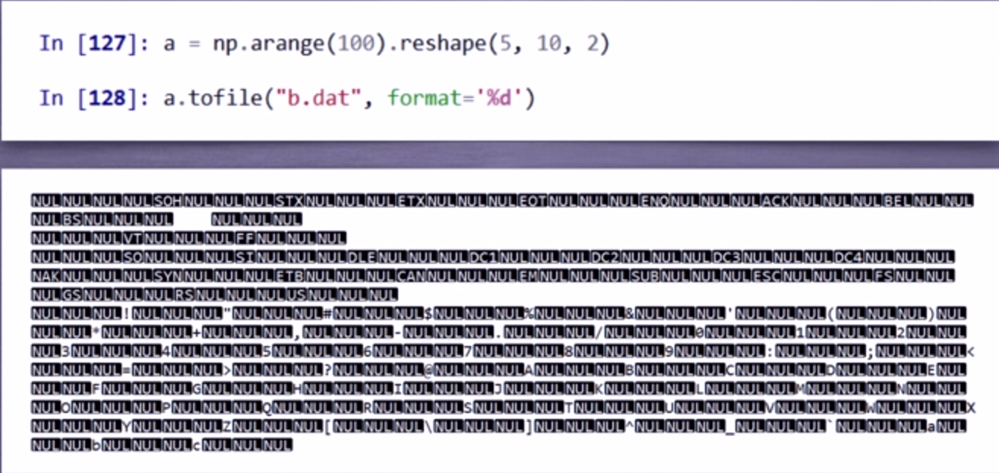 In [127]: a = np.arange(100).reshape(5, 10, 2)
In [128]: a.tofile("b.dat", format='%d')
NULNULNULNULSOHNULNULNULSTXNULNULNULETXNULNULNULEOTNULNULNULENQNULNULNULACKNULNULNULBELNULNUL
NULBSNULNULNUL    NULNULNUL
NULNULNULVTNULNULNULFFNULNULNUL
NULNULNULSONULNULNULSINULNULNULDLENULNULNULDC1NULNULNULDC2NULNULNULDC3NULNULNULDC4NULNULNUL
NAKNULNULNULSYNNULNULNULETBNULNULNULCANNULNULNULEMNULNULNULSUBNULNULNULESCNULNULNULFSNULNUL
NULGSNULNULNULRSNULNULNULUSNULNULNUL
NULNULNUL!NULNULNUL"NULNULNUL#NULNULNUL$NULNULNUL%NULNULNUL&NULNULNUL'NULNULNUL(NULNULNUL)NUL
NULNUL*NULNULNUL+NULNULNUL,NULNULNUL-NULNULNUL.NULNULNUL/NULNULNUL0NULNULNUL1NULNULNUL2NULNUL
NUL3NULNULNUL4NULNULNUL5NULNULNUL6NULNULNUL7NULNULNUL8NULNULNUL9NULNULNUL:NULNULNUL;NULNULNUL<
NULNULNUL=NULNULNUL>NULNULNUL?NULNULNUL@NULNULNULANULNULNULBNULNULNULCNULNULNULDNULNULNULENUL
NULNULFNULNULNULGNULNULNULHNULNULNULINULNULNULJNULNULNULKNULNULNULLNULNULNULMNULNULNULNNULNUL
NULONULNULNULPNULNULNULQNULNULNULRNULNULNULSNULNULNULTNULNULNULUNULNULNULVNULNULNULWNULNULNULX
NULNULNULYNULNULNULZNULNULNUL[NULNULNUL\NULNULNUL]NULNULNUL^NULNULNUL_NULNULNUL`NULNULNULaNUL
NULNULbNULNULNULcNULNULNUL